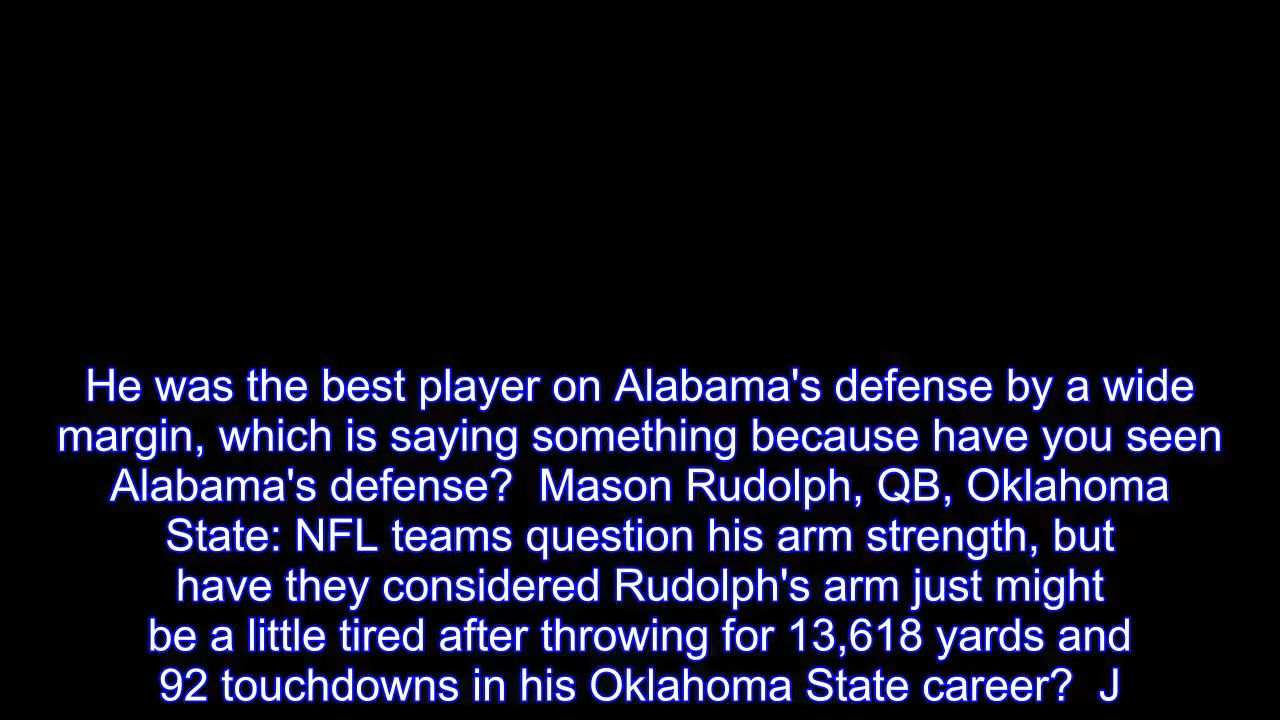 He was the best player on Alabama's defense by a wide
margin, which is saying something because have you seen
Alabama's defense?  Mason Rudolph, QB, Oklahoma
State: NFL teams question his arm strength, but
have they considered Rudolph's arm just might
be a little tired after throwing for 13,618 yards and
92 touchdowns in his Oklahoma State career?  J